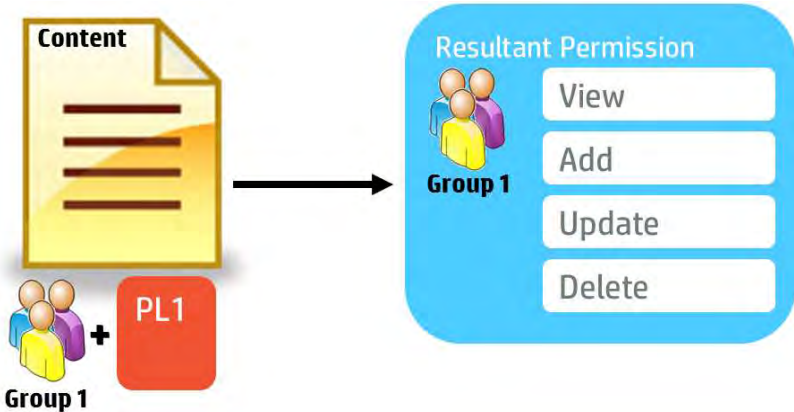 Content
PL1
Group 1
Resultant Permission
Group 1
View
Add
Update
Delete